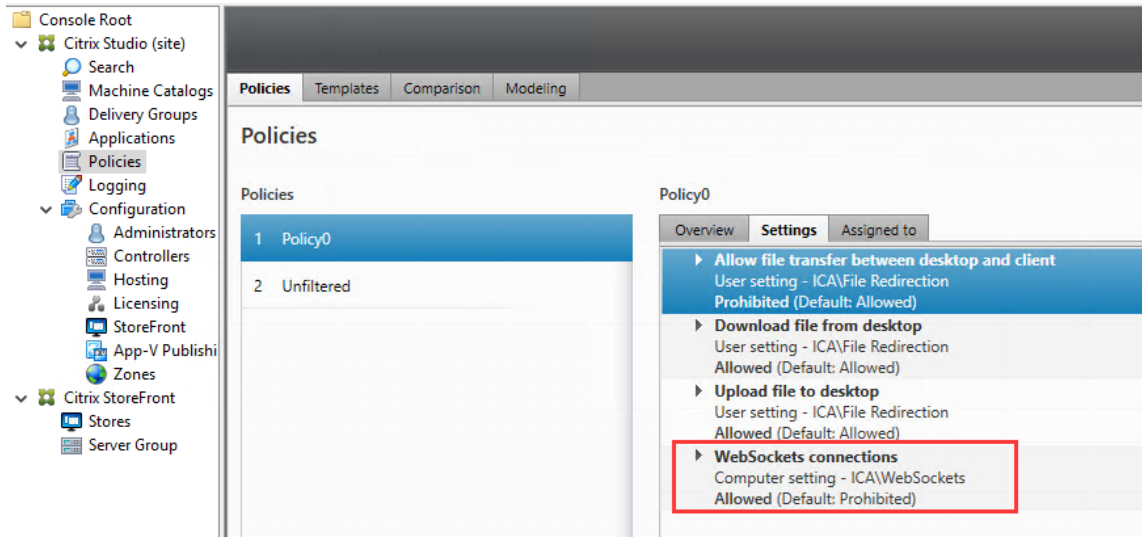 Console Root
Citrix Studio (site)
Search
Machine Catalogs
Delivery Groups
Applications
Policies
Logging
Configuration
Administrators
Controllers
Hosting
Licensing
StoreFront
App-V Publishi
Zones
Citrix StoreFront
Stores
Server Group
Policies Templates Comparison Modeling
Policies
Policies
1 Policy0
2 Unfiltered
Policy0
Overview Settings Assigned to
Allow file transfer between desktop and client
User setting - ICA\File Redirection
Prohibited (Default: Allowed)
Download file from desktop
User setting - ICA\File Redirection
Allowed (Default: Allowed)
Upload file to desktop
User setting - ICA\File Redirection
Allowed (Default: Allowed)
WebSockets connections
Computer setting - ICA\WebSockets
Allowed (Default: Prohibited)